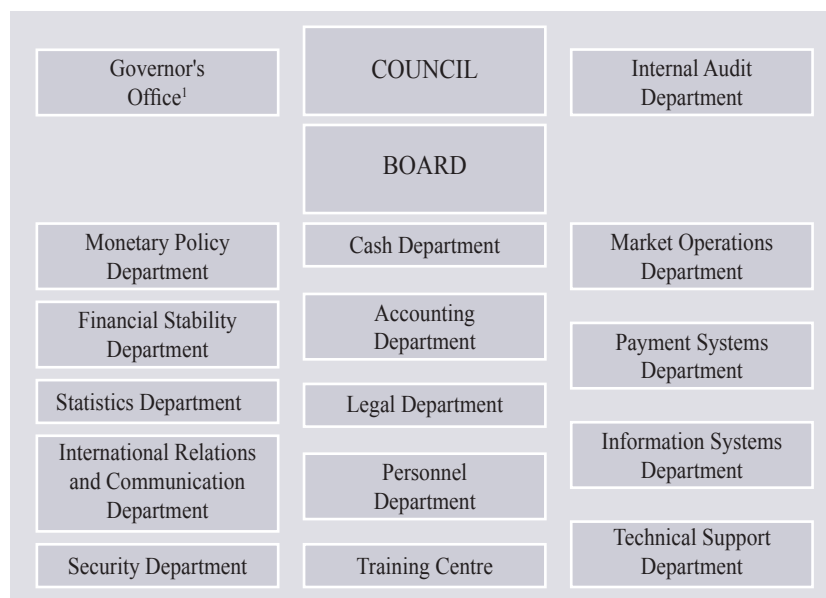 Governor's
Office1
COUNCIL
Internal Audit
Department
BOARD
Monetary Policy
Department
Cash Department
Market Operations
Department
Financial Stability
Department
Accounting
Department
Payment Systems
Department
Statistics Department
Legal Department
International Relations
and Communication
Department
Personnel
Department
Information Systems
Department
Security Department
Training Centre
Technical Support
Department